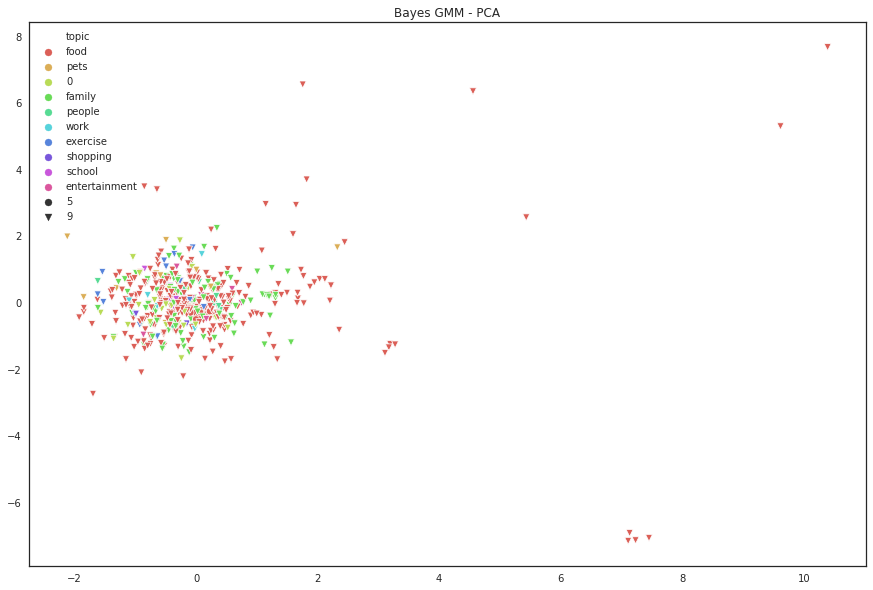 Bayes GMM - PCA
topic
food
pets
0
family
people
work
exercise
shopping
school
entertainment
5
9
8
6
4
2
0
−2
−4
−6
−2
0
2
4
6
8
10